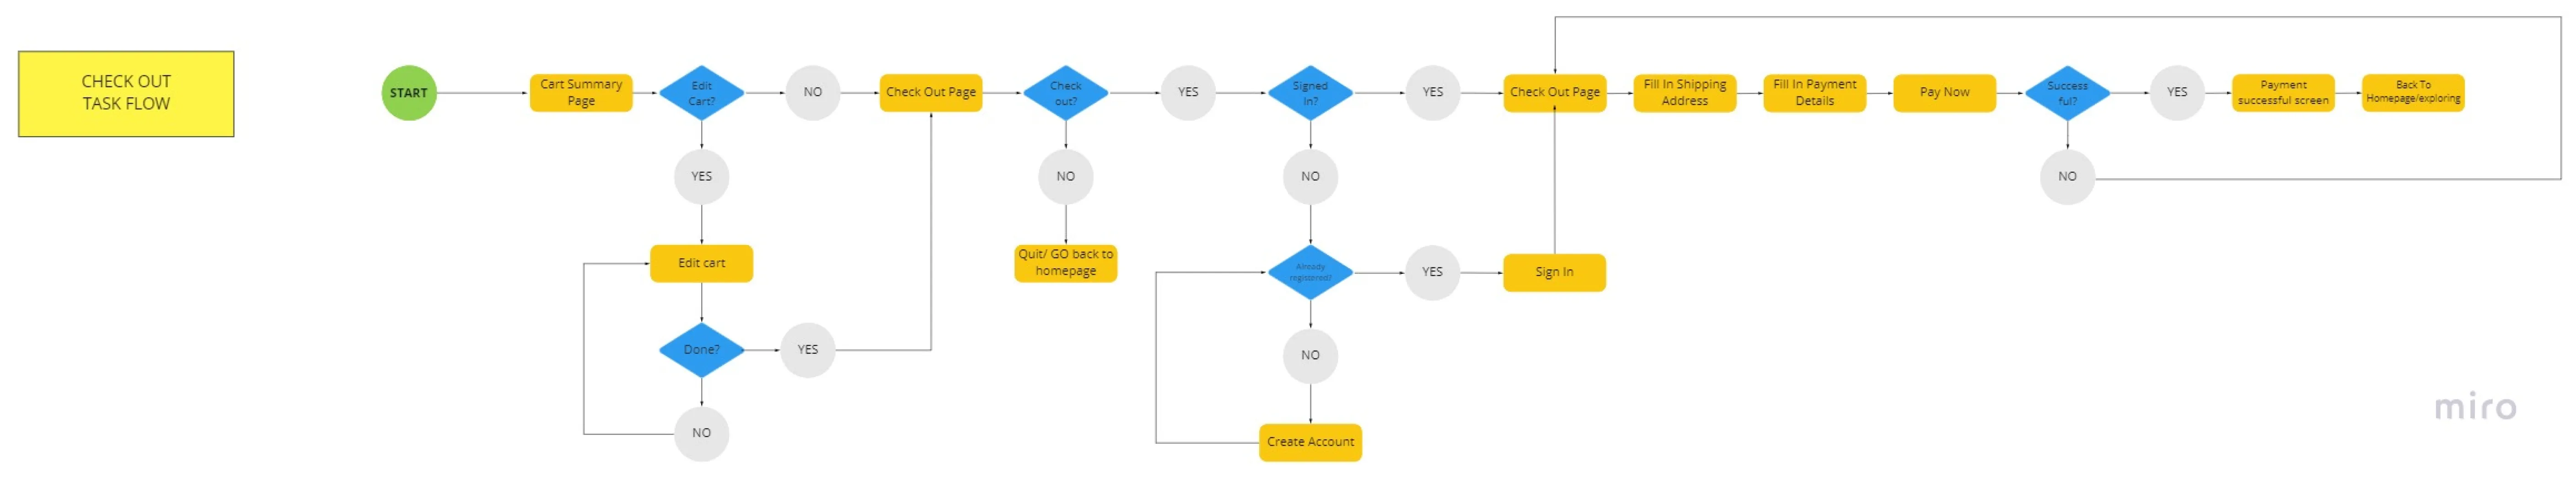 CHECK OUT
TASK FLOW
START
Cart Summary
Page
Edit
Cart?
NO
Check Out Page
Check
out?
YES
Signed
In?
YES
Check Out Page
Fill In Shipping
Address
Fill In Payment
Details
Pay Now
Success
ful?
YES
Payment
successful screen
Back To
Homepage/exploring
YES
NO
NO
NO
Edit cart
Quit/ GO back to
homepage
Already
registered?
YES
Sign In
Done?
YES
NO
NO
Create Account
miro